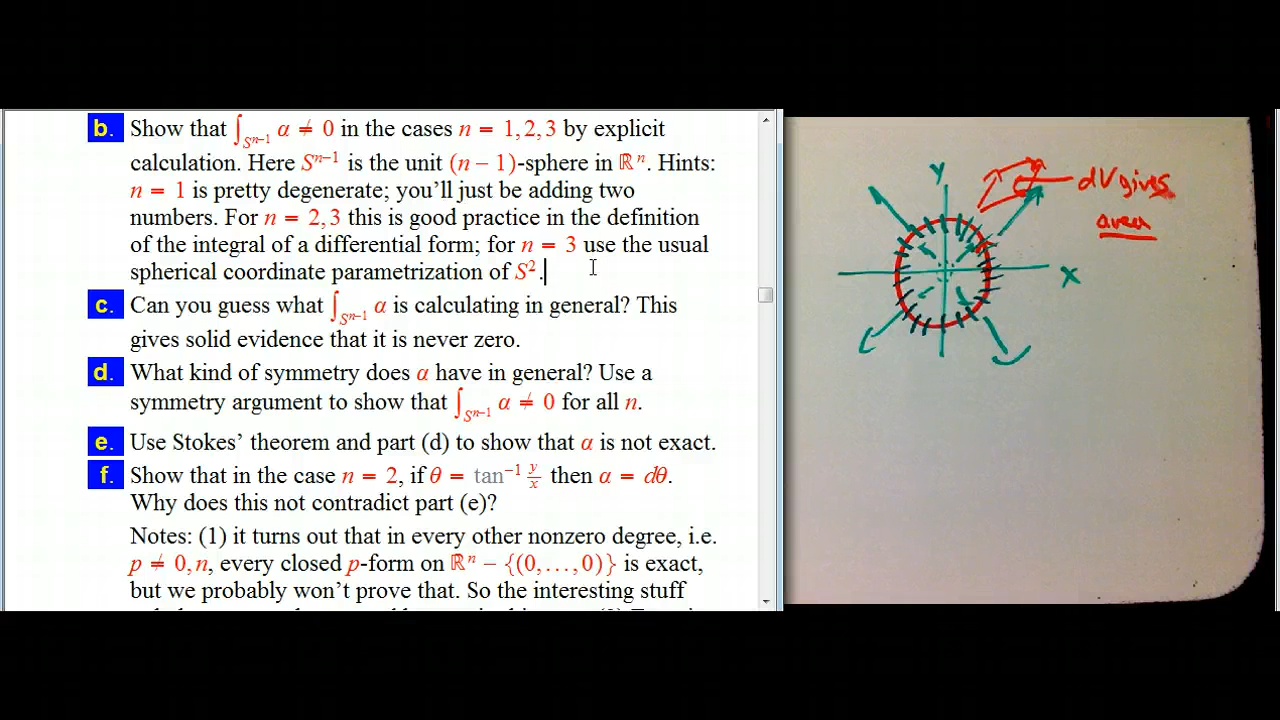 b. Show that ∫_{Sⁿ⁻¹} α ≠ 0 in the cases n = 1, 2, 3 by explicit
calculation. Here Sⁿ⁻¹ is the unit (n − 1)-sphere in ℝⁿ. Hints:
n = 1 is pretty degenerate; you’ll just be adding two
numbers. For n = 2, 3 this is good practice in the definition
of the integral of a differential form; for n = 3 use the usual
spherical coordinate parametrization of S².
c. Can you guess what ∫_{Sⁿ⁻¹} α is calculating in general? This
gives solid evidence that it is never zero.
d. What kind of symmetry does α have in general? Use a
symmetry argument to show that ∫_{Sⁿ⁻¹} α ≠ 0 for all n.
e. Use Stokes’ theorem and part (d) to show that α is not exact.
f. Show that in the case n = 2, if θ = tan⁻¹ y/x then α = dθ.
Why does this not contradict part (e)?
Notes: (1) it turns out that in every other nonzero degree, i.e.
p ≠ 0, n, every closed p-form on ℝⁿ − {(0,…,0)} is exact,
but we probably won’t prove that. So the interesting stuff
y
dV gives
area
x